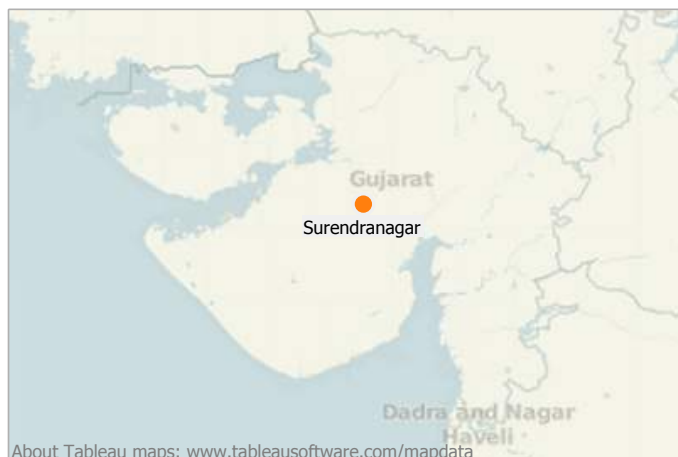 Gujarat
Surendranagar
Dadra and Nagar
Haveli
About Tableau maps: www.tableausoftware.com/mapdata